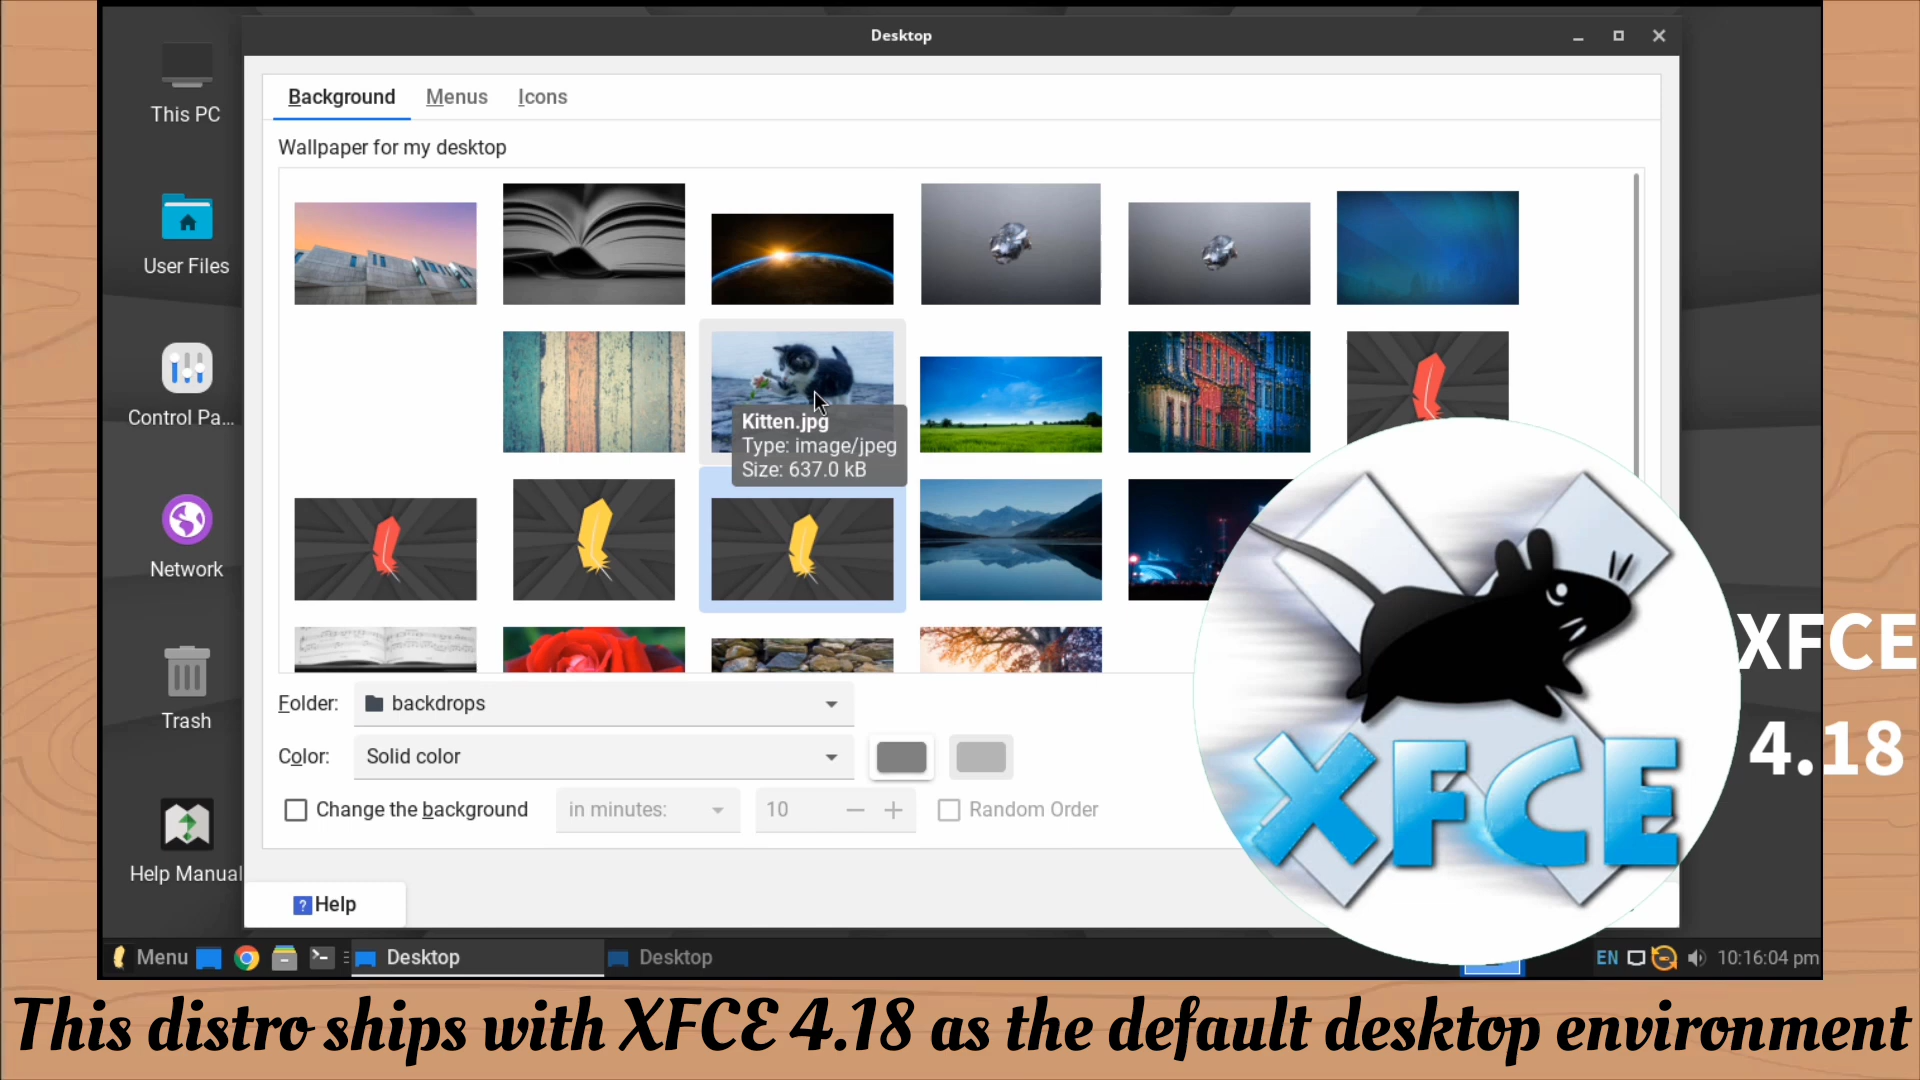 Desktop
This PC
User Files
Control Pa...
Network
Trash
Help Manual
Background Menus Icons
Wallpaper for my desktop
Kitten.jpg
Type: image/jpeg
Size: 637.0 kB
Folder: backdrops
Color: Solid color
Change the background in minutes: 10 Random Order
? Help
XFCE
XFCE
4.18
Menu Desktop Desktop EN 10:16:04 pm
This distro ships with XFCE 4.18 as the default desktop environment